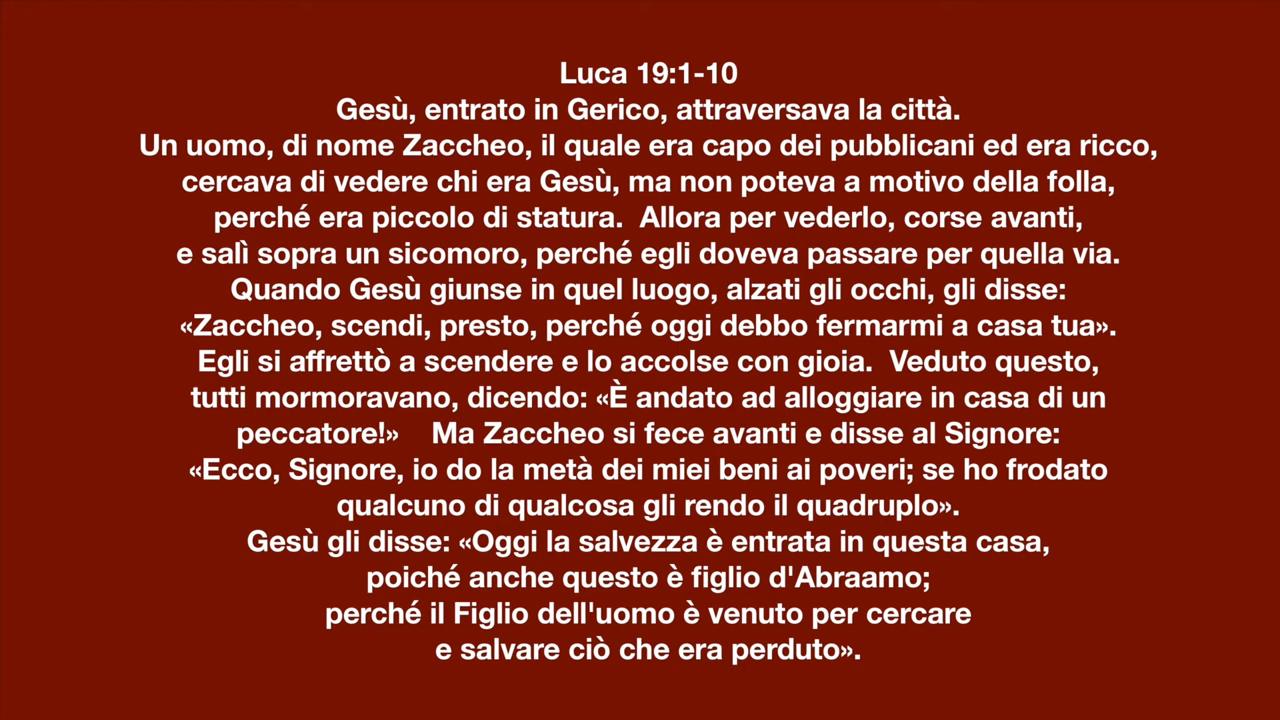 Luca 19:1-10
Gesù, entrato in Gerico, attraversava la città.
Un uomo, di nome Zaccheo, il quale era capo dei pubblicani ed era ricco,
cercava di vedere chi era Gesù, ma non poteva a motivo della folla,
perché era piccolo di statura.  Allora per vederlo, corse avanti,
e salì sopra un sicomoro, perché egli doveva passare per quella via.
Quando Gesù giunse in quel luogo, alzati gli occhi, gli disse:
«Zaccheo, scendi, presto, perché oggi debbo fermarmi a casa tua».
Egli si affrettò a scendere e lo accolse con gioia.  Veduto questo,
tutti mormoravano, dicendo: «È andato ad alloggiare in casa di un
peccatore!»    Ma Zaccheo si fece avanti e disse al Signore:
«Ecco, Signore, io do la metà dei miei beni ai poveri; se ho frodato
qualcuno di qualcosa gli rendo il quadruplo».
Gesù gli disse: «Oggi la salvezza è entrata in questa casa,
poiché anche questo è figlio d'Abraamo;
perché il Figlio dell'uomo è venuto per cercare
e salvare ciò che era perduto».